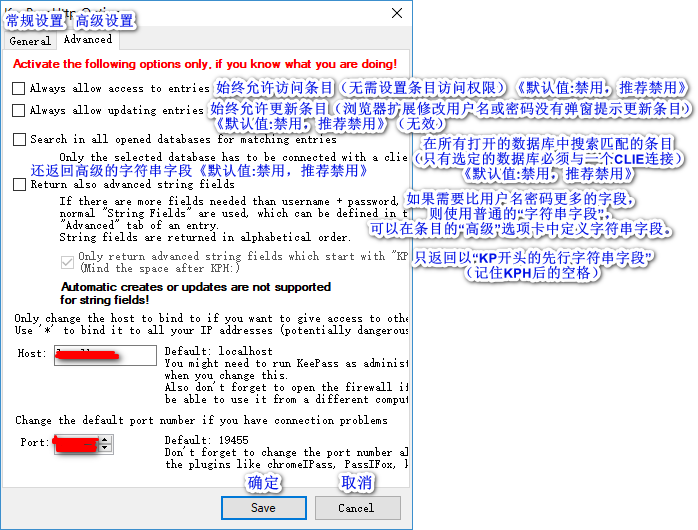 常规设置 高级设置
General Advanced
Activate the following options only, if you know what you are doing!
Always allow access to entries 始终允许访问条目（无需设置条目访问权限）《默认值:禁用，推荐禁用》
Always allow updating entries 始终允许更新条目（浏览器扩展修改用户名或密码没有弹窗提示更新条目）
《默认值:禁用，推荐禁用》（无效）
Search in all opened databases for matching entries
在所有打开的数据库中搜索匹配的条目
Only the selected database has to be connected with a clie
（只有选定的数据库必须与一个CLIE连接）
还返回高级的字符串字段《默认值:禁用，推荐禁用》
《默认值:禁用，推荐禁用》
Return also advanced string fields
If there are more fields needed than username + password,
normal "String Fields" are used, which can be defined in t
"Advanced" tab of an entry.
String fields are returned in alphabetical order.
如果需要比用户名密码更多的字段，
则使用普通的“字符串字段”，
可以在条目的“高级”选项卡中定义字符串字段。
Only return advanced string fields which start with "KP
(Mind the space after KPH:)
只返回以“KP开头的先行字符串字段”
（记住KPH后的空格）
Automatic creates or updates are not supported
for string fields!
Only change the host to bind to if you want to give access to othe
Use '*' to bind it to all your IP addresses (potentially dangerous
Host:
Default: localhost
You might need to run KeePass as administ
when you change this.
Also don't forget to open the firewall if
be able to use it from a different comput
Change the default port number if you have connection problems
Port:
Default: 19455
Don't forget to change the port number al
the plugins like chromeIPass, PassIFox,
确定 取消
Save Cancel